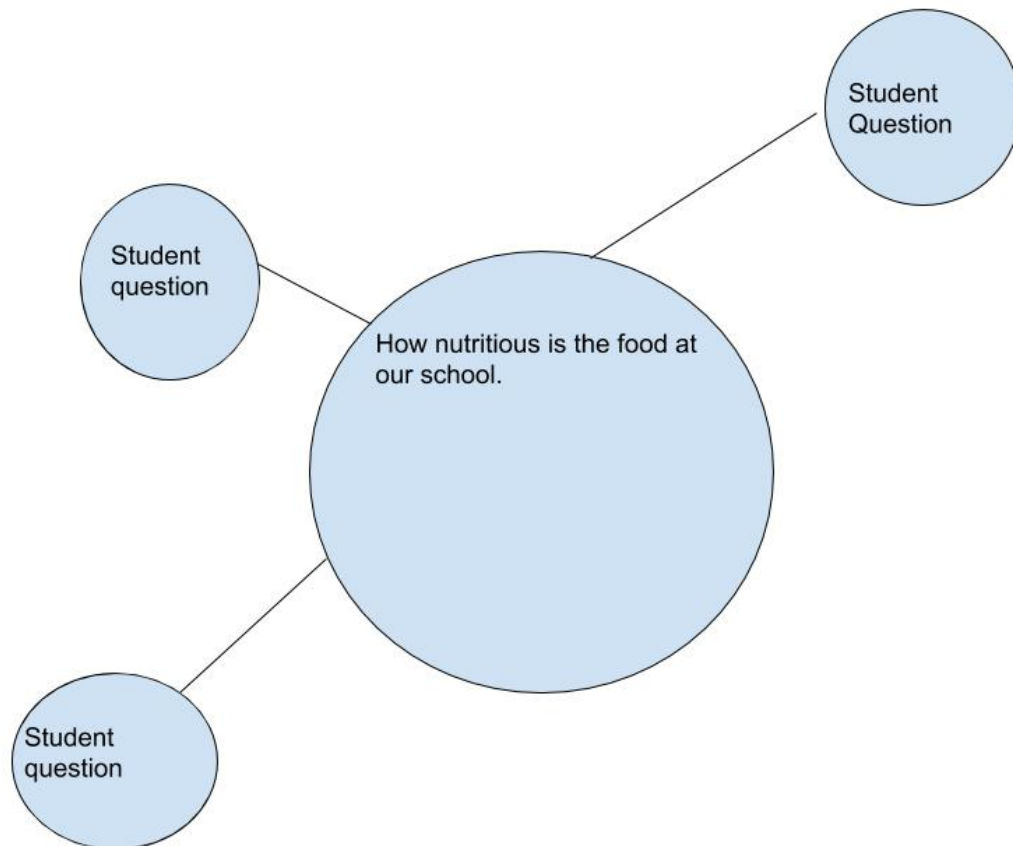 Student
Question
Student
question
How nutritious is the food at
our school.
Student
question